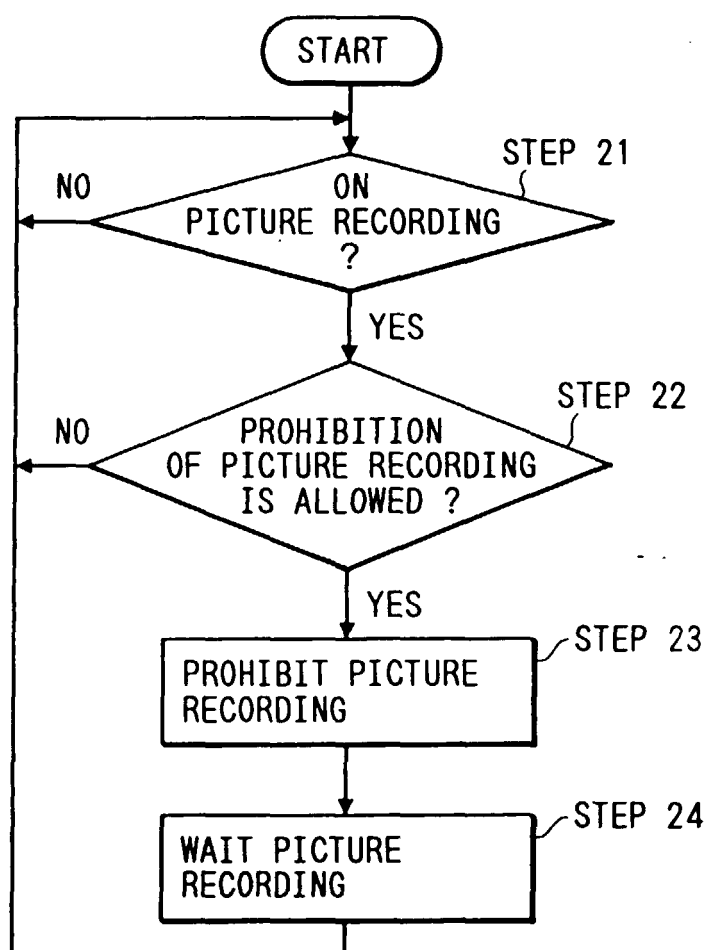 START
STEP 21
NO
ON
PICTURE RECORDING
?
YES
STEP 22
NO
PROHIBITION
OF PICTURE RECORDING
IS ALLOWED ?
YES
STEP 23
PROHIBIT PICTURE
RECORDING
STEP 24
WAIT PICTURE
RECORDING